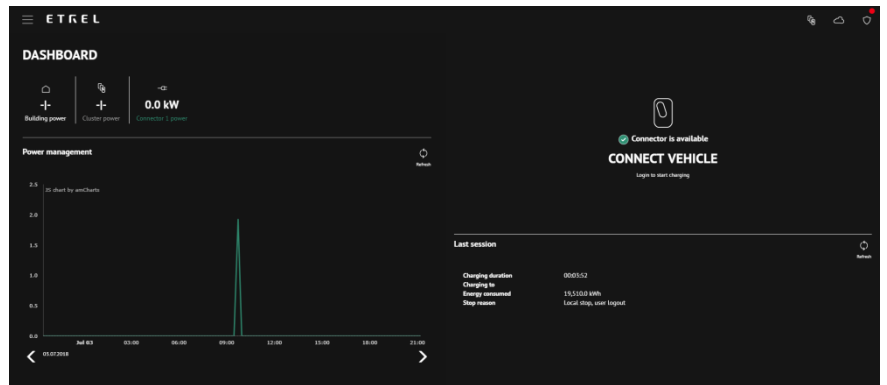 ETREL
DASHBOARD
-|- -|- 0.0 kW
Building power Cluster power Connector 1 power
Power management
Refresh
2.5
JS chart by amCharts
2.0
1.5
1.0
0.5
0.0
Jul 03 03:00 06:00 09:00 12:00 15:00 18:00 21:00
03.07.2018
Connector is available
CONNECT VEHICLE
Login to start charging
Last session
Refresh
Charging duration 00:03:52
Charging to
Energy consumed 19,510.0 kWh
Stop reason Local stop, user logout